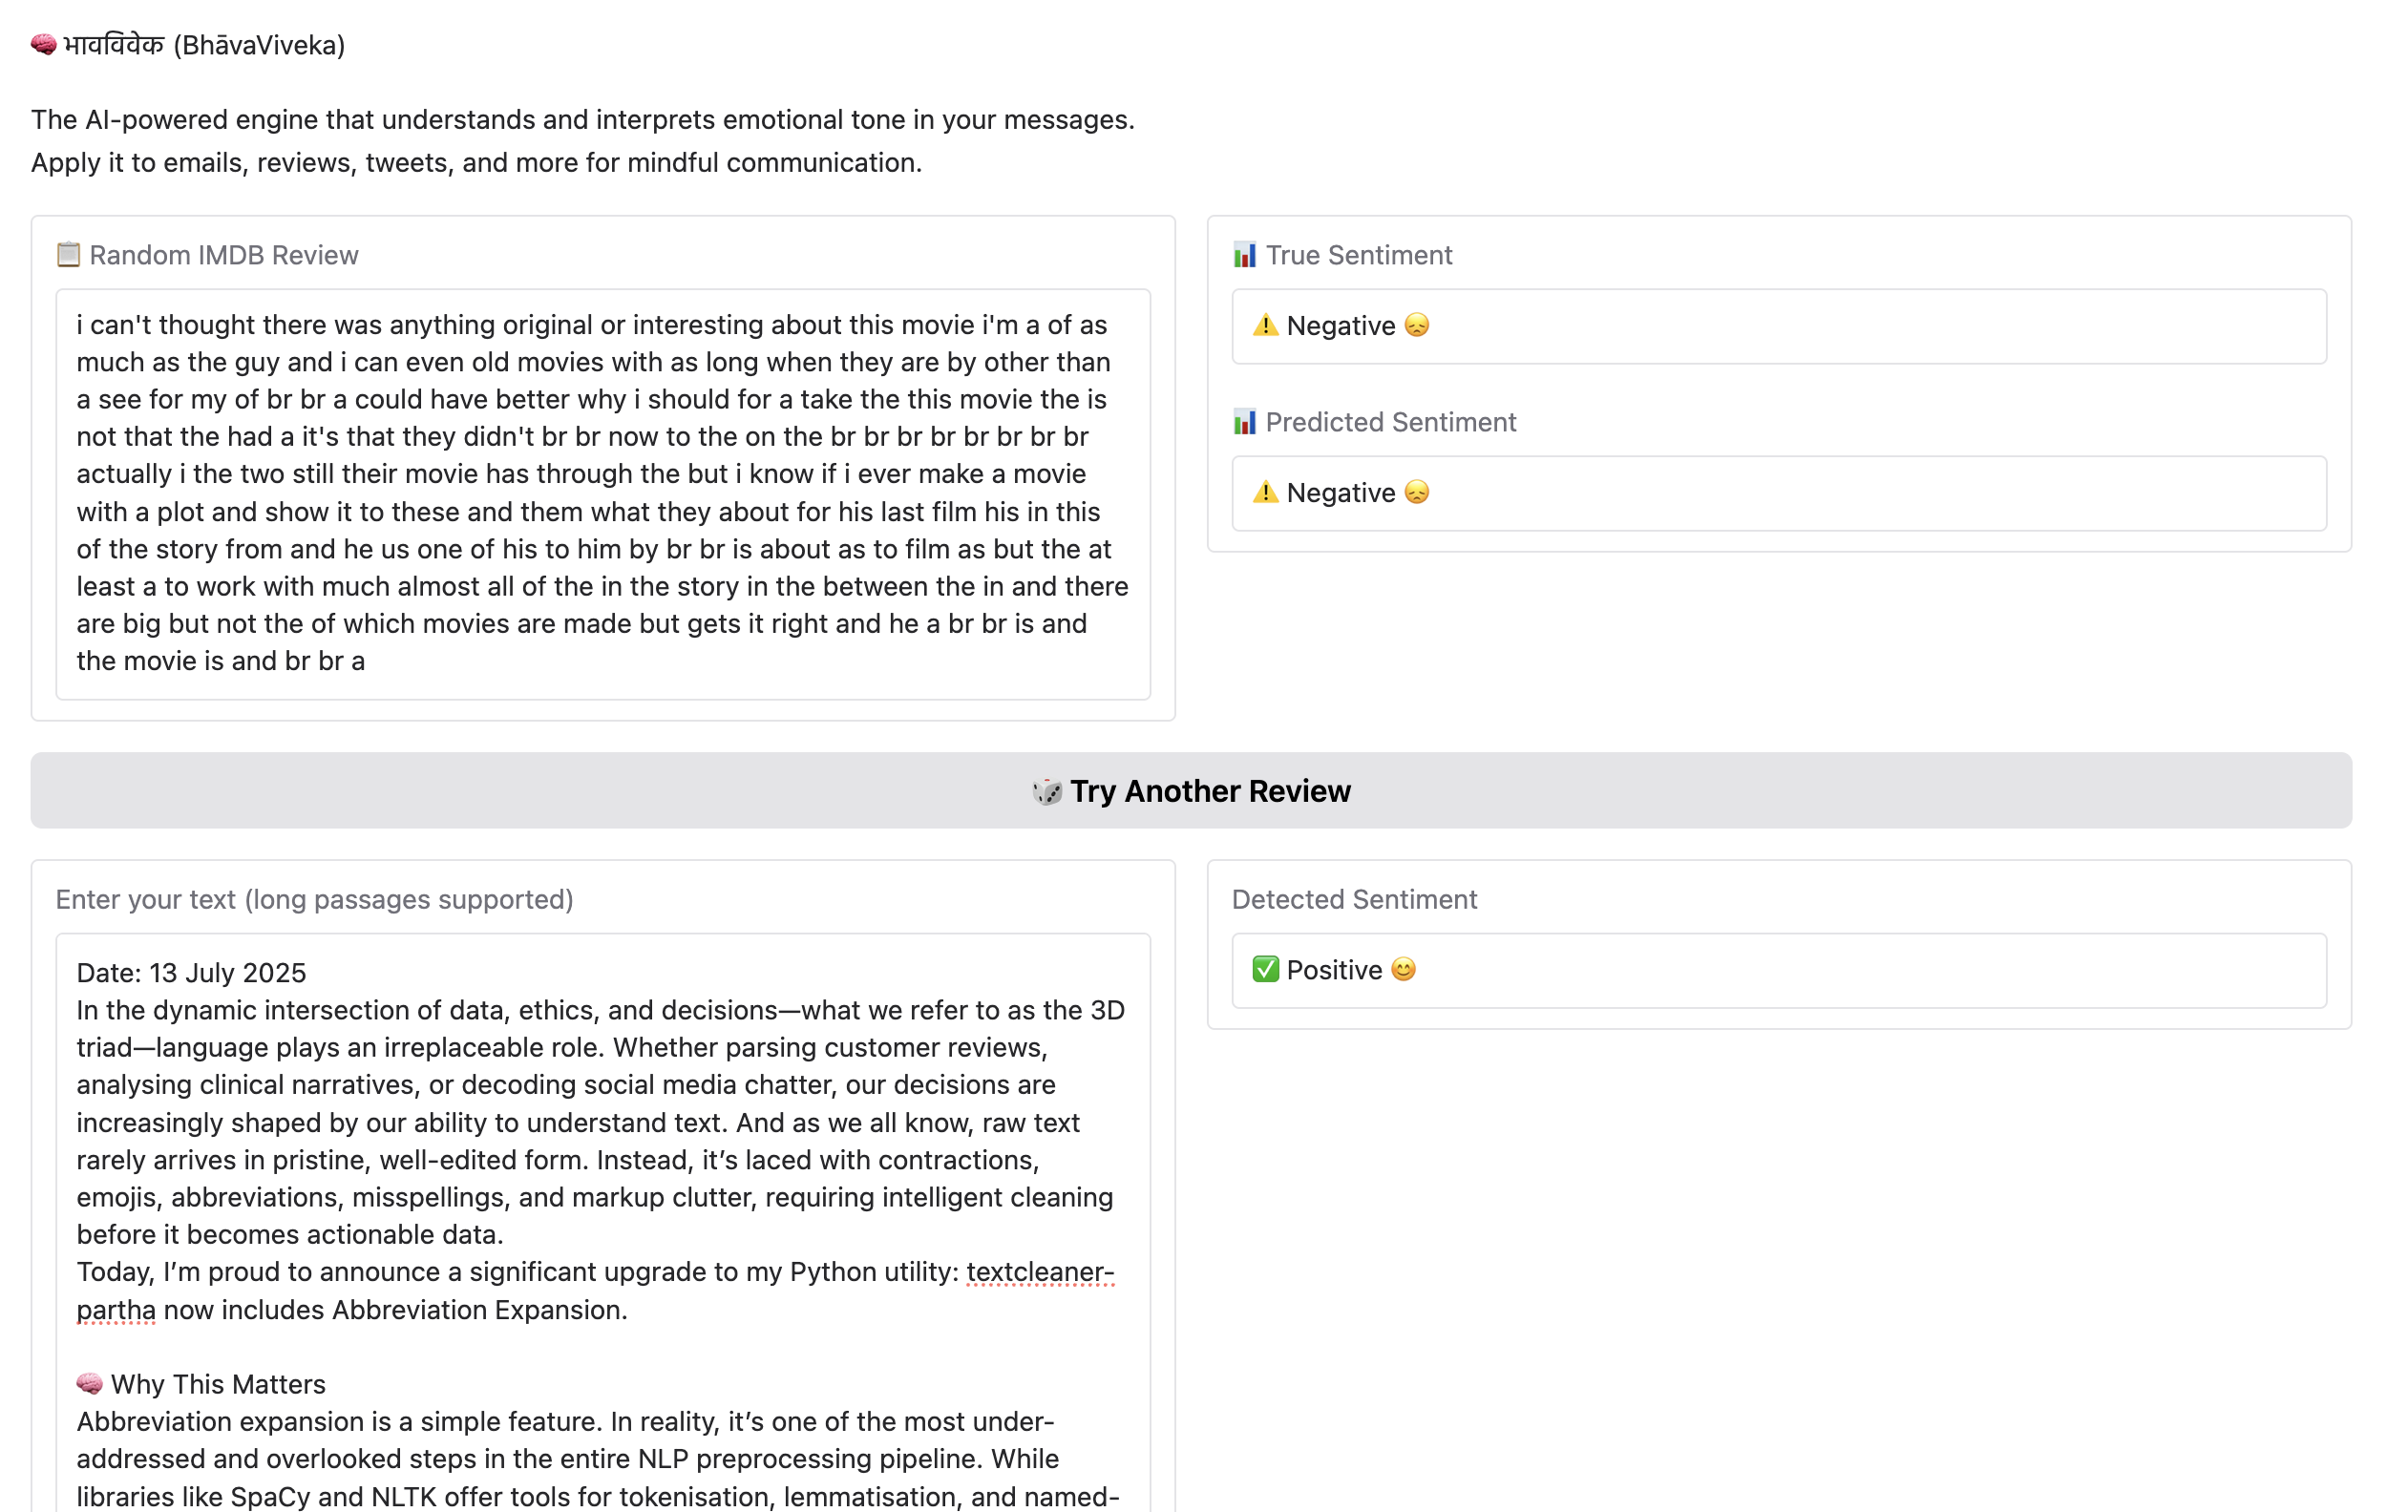 🧠 भावविवेक (BhāvaViveka)
The AI-powered engine that understands and interprets emotional tone in your messages.
Apply it to emails, reviews, tweets, and more for mindful communication.
📋 Random IMDB Review
i can't thought there was anything original or interesting about this movie i'm a of as
much as the guy and i can even old movies with as long when they are by other than
a see for my of br br a could have better why i should for a take the this movie the is
not that the had a it's that they didn't br br now to the on the br br br br br br br br
actually i the two still their movie has through the but i know if i ever make a movie
with a plot and show it to these and them what they about for his last film his in this
of the story from and he us one of his to him by br br is about as to film as but the at
least a to work with much almost all of the in the story in the between the in and there
are big but not the of which movies are made but gets it right and he a br br is and
the movie is and br br a
📊 True Sentiment
⚠️ Negative 😞
📊 Predicted Sentiment
⚠️ Negative 😞
🎲 Try Another Review
Enter your text (long passages supported)
Date: 13 July 2025
In the dynamic intersection of data, ethics, and decisions—what we refer to as the 3D
triad—language plays an irreplaceable role. Whether parsing customer reviews,
analysing clinical narratives, or decoding social media chatter, our decisions are
increasingly shaped by our ability to understand text. And as we all know, raw text
rarely arrives in pristine, well-edited form. Instead, it’s laced with contractions,
emojis, abbreviations, misspellings, and markup clutter, requiring intelligent cleaning
before it becomes actionable data.
Today, I’m proud to announce a significant upgrade to my Python utility: textcleaner-
partha now includes Abbreviation Expansion.
🧠 Why This Matters
Abbreviation expansion is a simple feature. In reality, it’s one of the most under-
addressed and overlooked steps in the entire NLP preprocessing pipeline. While
libraries like SpaCy and NLTK offer tools for tokenisation, lemmatisation, and named-
Detected Sentiment
✅ Positive 😊